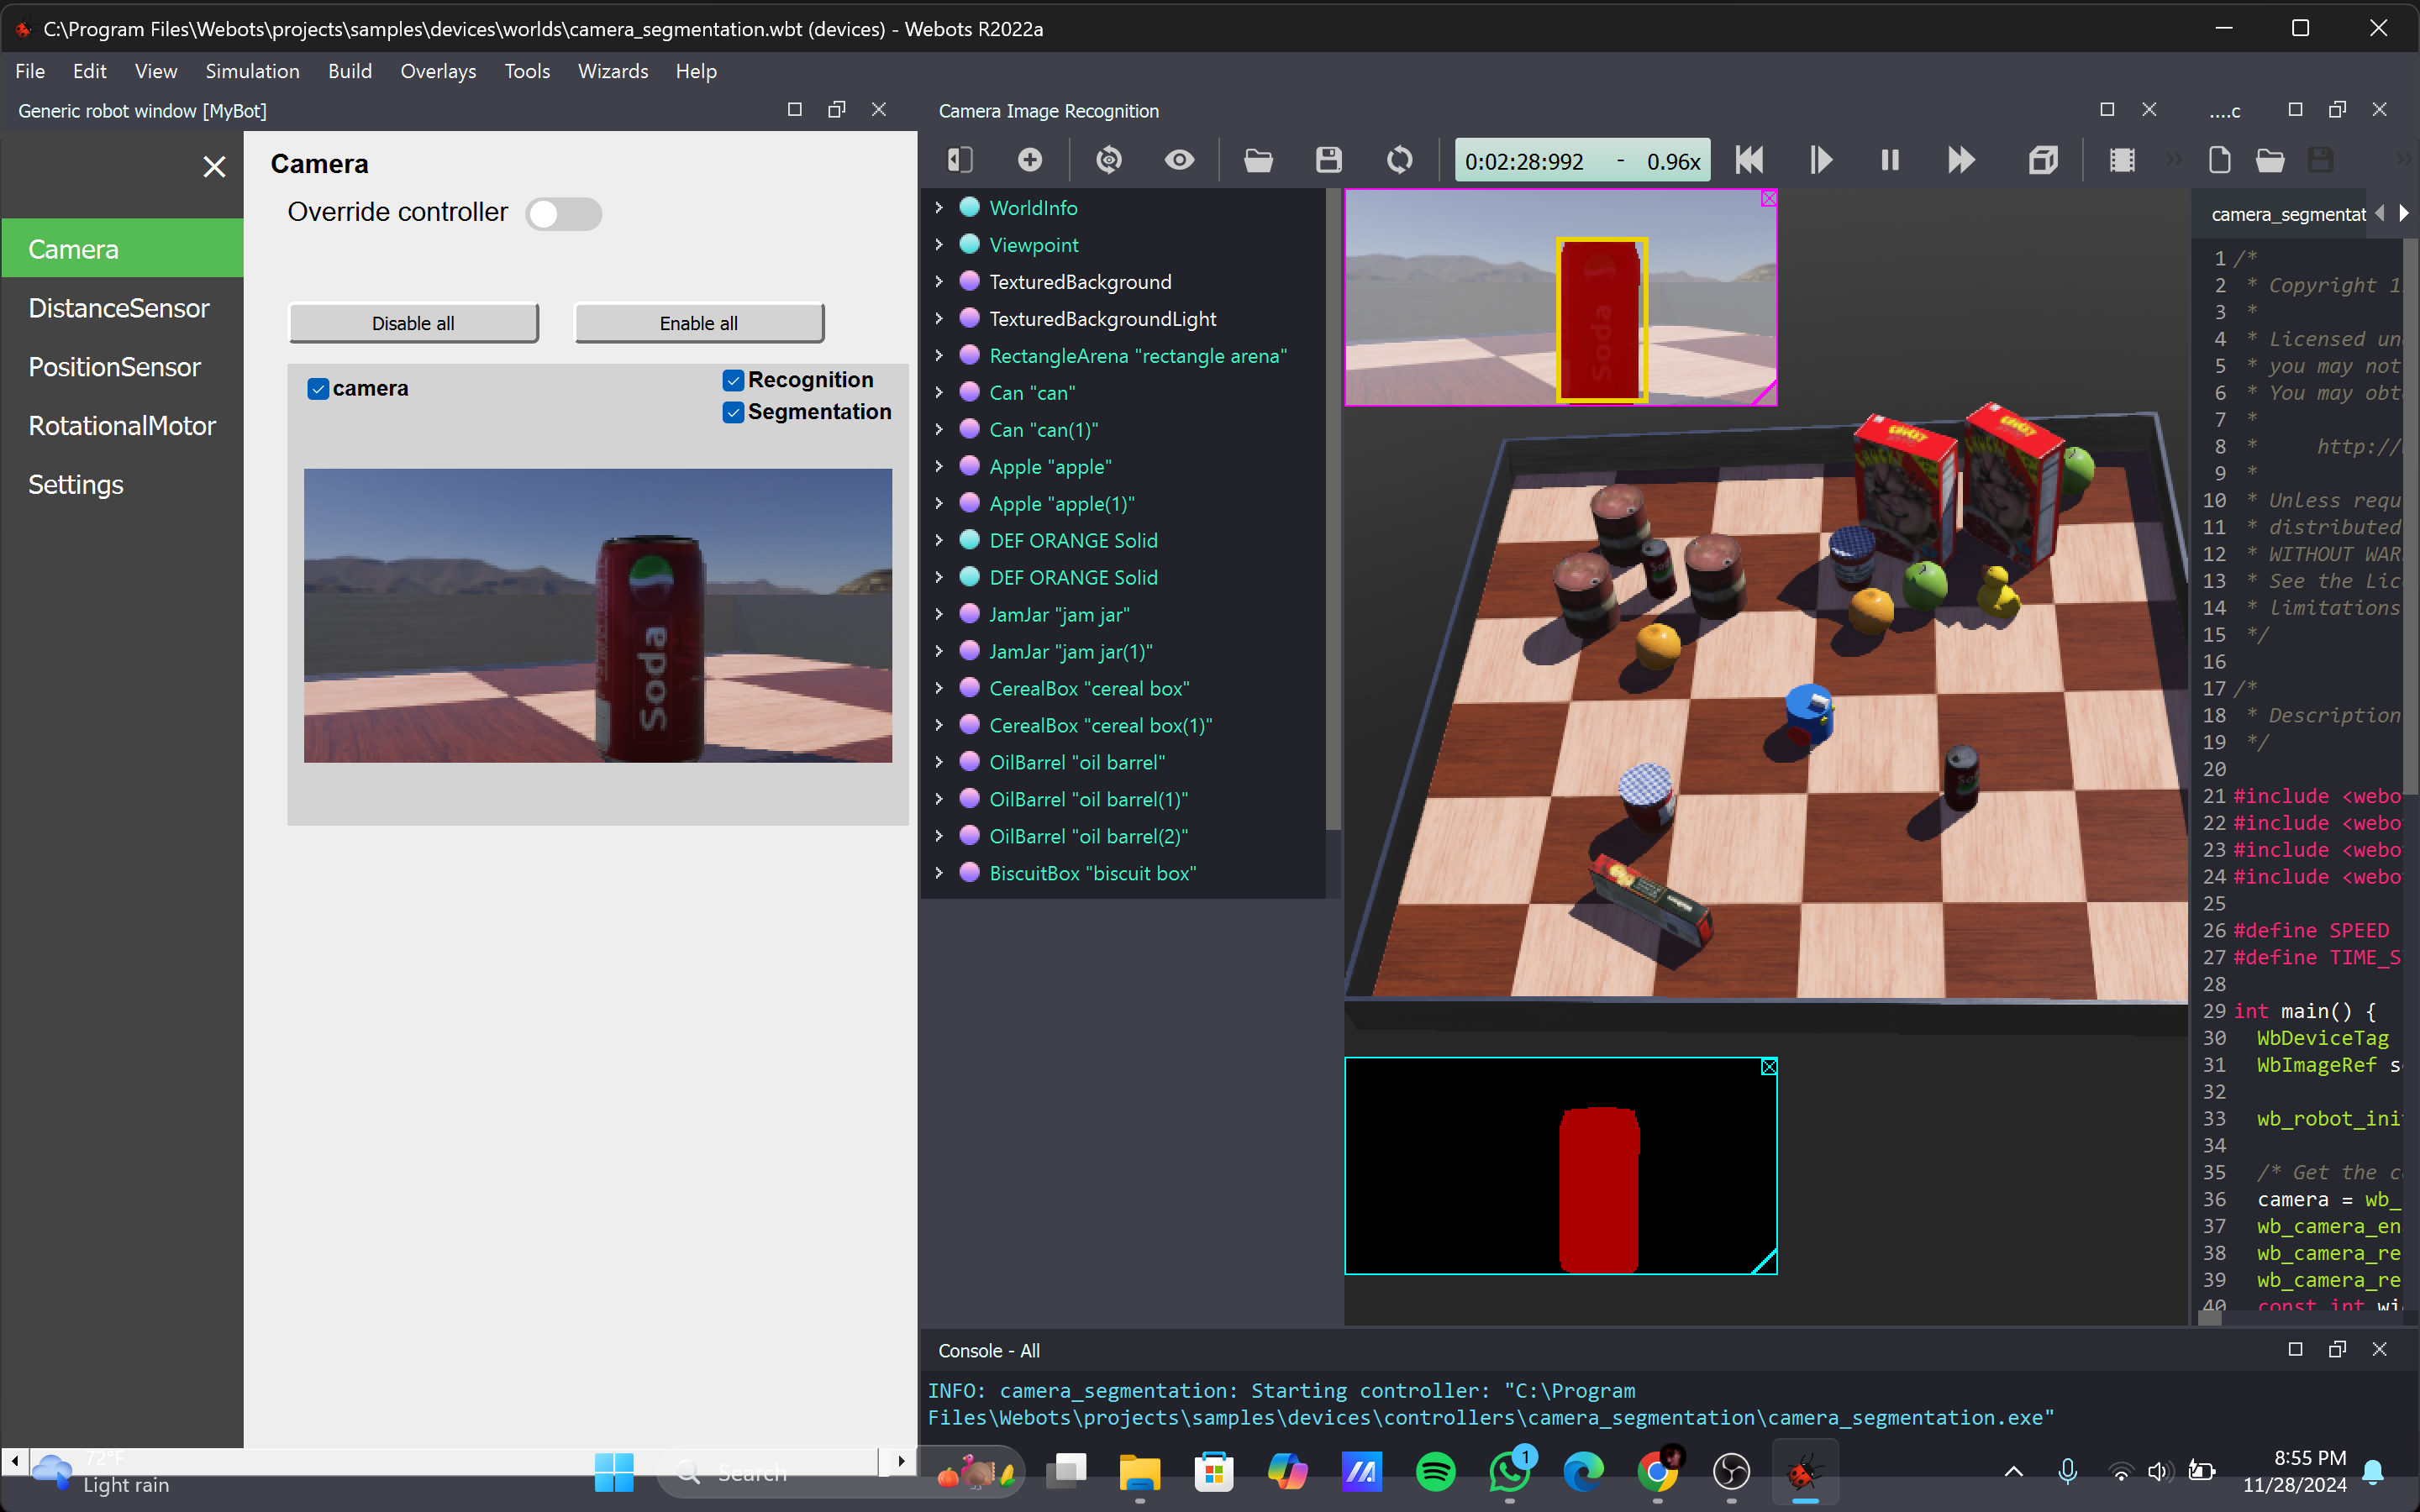 C:\Program Files\Webots\projects\samples\devices\worlds\camera_segmentation.wbt (devices) - Webots R2022a
File Edit View Simulation Build Overlays Tools Wizards Help
Generic robot window [MyBot]
Camera
DistanceSensor
PositionSensor
RotationalMotor
Settings
Camera
Override controller
Disable all Enable all
camera
Recognition
Segmentation
Soda
Camera Image Recognition
0:02:28:992 - 0.96x
WorldInfo
Viewpoint
TexturedBackground
TexturedBackgroundLight
RectangleArena "rectangle arena"
Can "can"
Can "can(1)"
Apple "apple"
Apple "apple(1)"
DEF ORANGE Solid
DEF ORANGE Solid
JamJar "jam jar"
JamJar "jam jar(1)"
CerealBox "cereal box"
CerealBox "cereal box(1)"
OilBarrel "oil barrel"
OilBarrel "oil barrel(1)"
OilBarrel "oil barrel(2)"
BiscuitBox "biscuit box"
Soda
....c
camera_segmentat
1 /*
2 * Copyright 1
3 *
4 * Licensed un
5 * you may not
6 * You may obt
7 *
8 * http://
9 *
10 * Unless requ
11 * distributed
12 * WITHOUT WAR
13 * See the Lic
14 * limitations
15 */
16
17 /*
18 * Description
19 */
20
21 #include <webo
22 #include <webo
23 #include <webo
24 #include <webo
25
26 #define SPEED
27 #define TIME_S
28
29 int main() {
30 WbDeviceTag
31 WbImageRef s
32
33 wb_robot_ini
34
35 /* Get the c
36 camera = wb_
37 wb_camera_en
38 wb_camera_re
39 wb_camera_re
40 const int wi
Console - All
INFO: camera_segmentation: Starting controller: "C:\Program
Files\Webots\projects\samples\devices\controllers\camera_segmentation\camera_segmentation.exe"
72°F
Light rain
Search
1
8:55 PM
11/28/2024